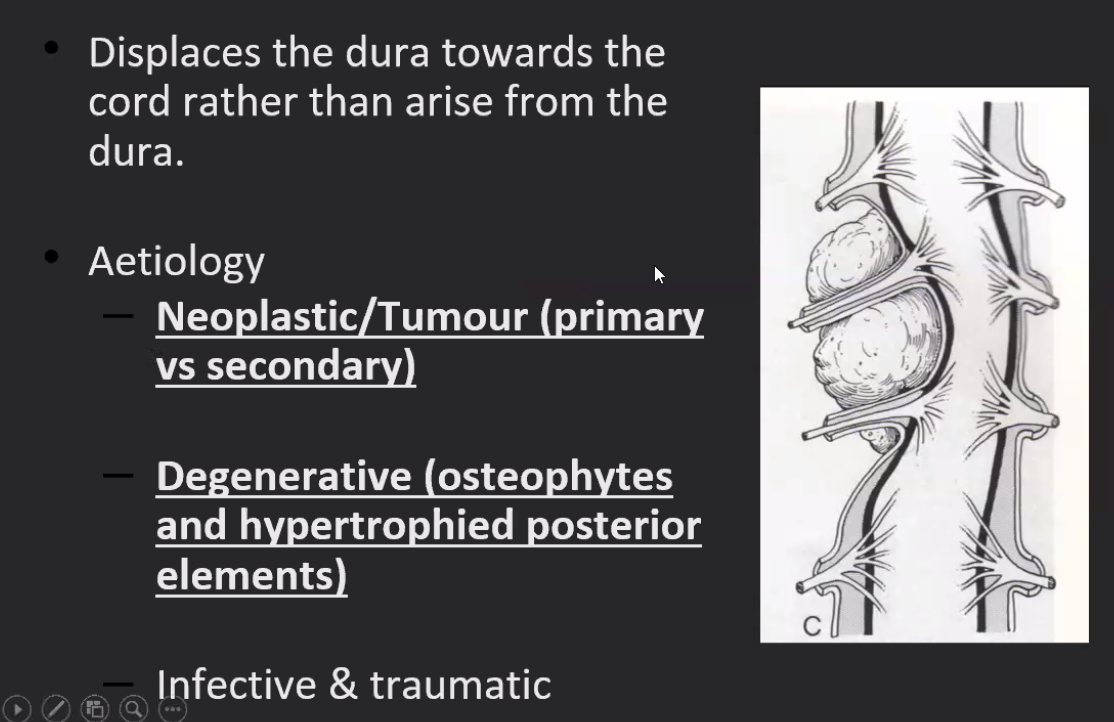 • Displaces the dura towards the
cord rather than arise from the
dura.
• Aetiology
– Neoplastic/Tumour (primary
vs secondary)
– Degenerative (osteophytes
and hypertrophied posterior
elements)
– Infective & traumatic
C